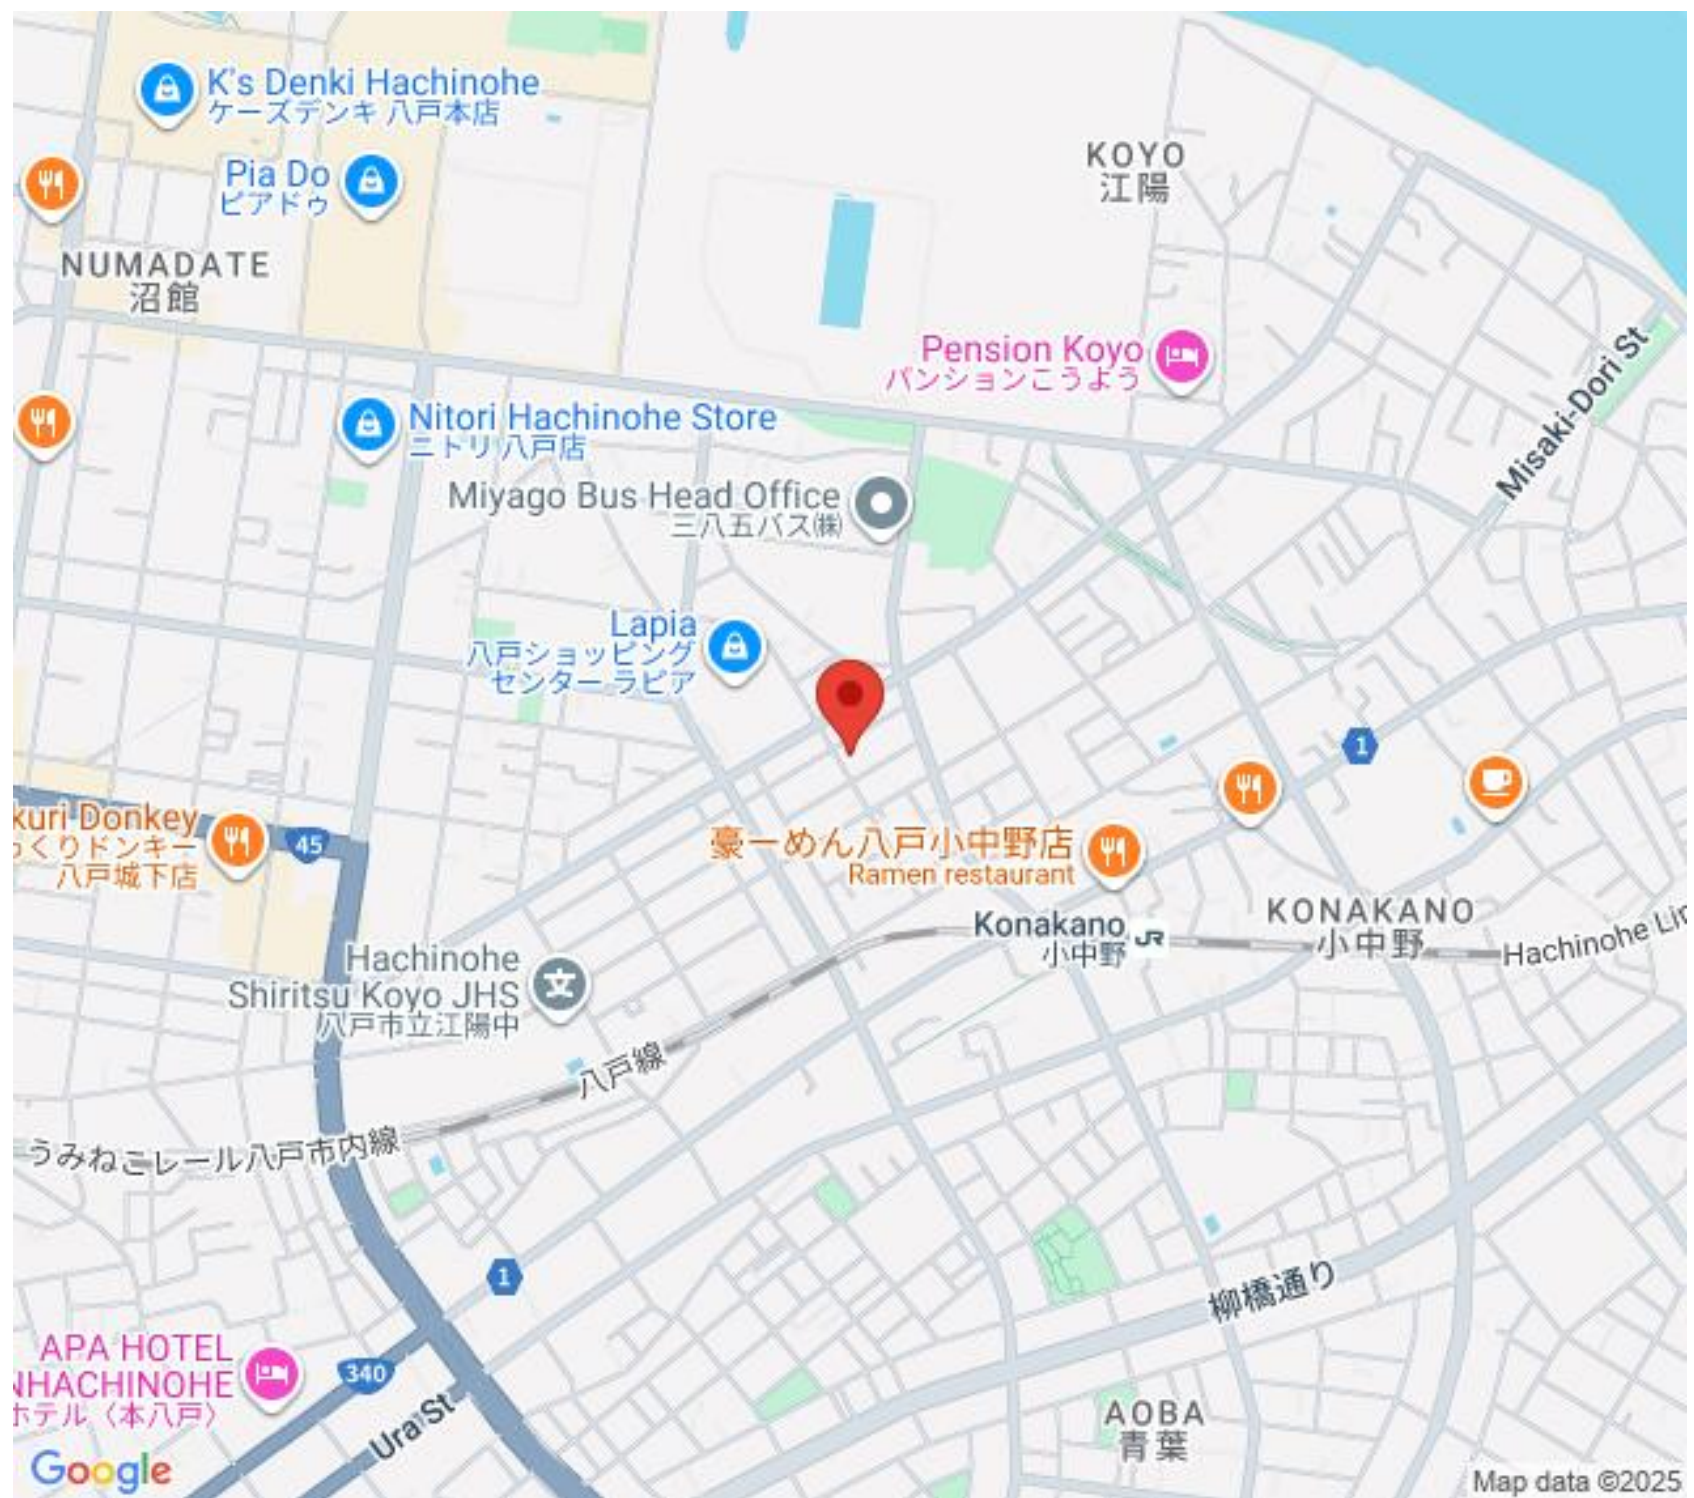 K's Denki Hachinohe
ケーズデンキ 八戸本店
Pia Do
ピアドゥ
KOYO
江陽
NUMADATE
沼館
Pension Koyo
パンションこうよう
Misaki-Dori St
Nitori Hachinohe Store
ニトリ 八戸店
Miyago Bus Head Office
三八五バス㈱
Lapia
八戸ショッピング
センター ラピア
1
kuri Donkey
っくりドンキー
八戸城下店
45
豪ーめん八戸小中野店
Ramen restaurant
Konakano
小中野
JR
KONAKANO
小中野
Hachinohe Lin
Hachinohe
Shiritsu Koyo JHS
八戸市立江陽中
文
八戸線
うみねこレール八戸市内線
1
柳橋通り
APA HOTEL
NHACHINOHE
ホテル〈本八戸〉
340
Ura St
AOBA
青葉
Google
Map data ©2025